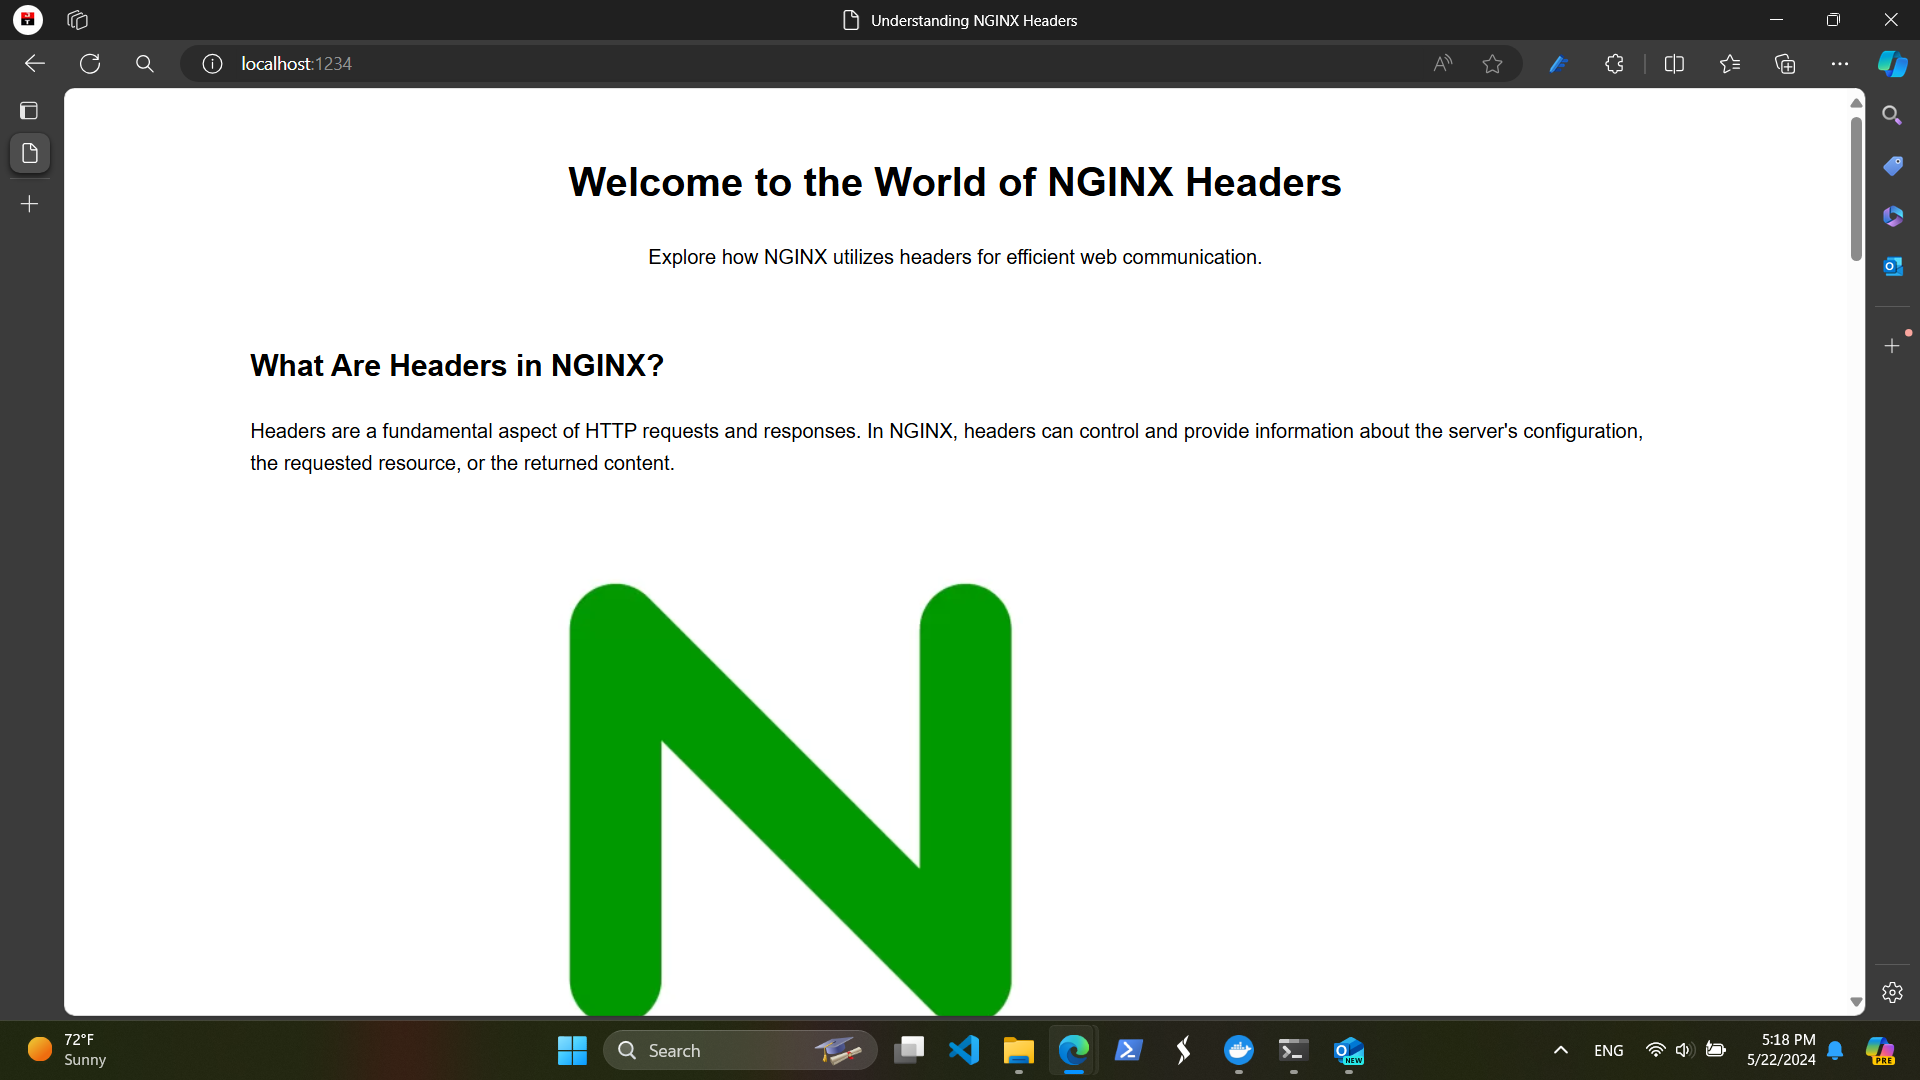 Understanding NGINX Headers
localhost:1234
Welcome to the World of NGINX Headers
Explore how NGINX utilizes headers for efficient web communication.
What Are Headers in NGINX?
Headers are a fundamental aspect of HTTP requests and responses. In NGINX, headers can control and provide information about the server's configuration,
the requested resource, or the returned content.
N
72°F
Sunny
Search
NEW
ENG
5:18 PM
5/22/2024
PRE